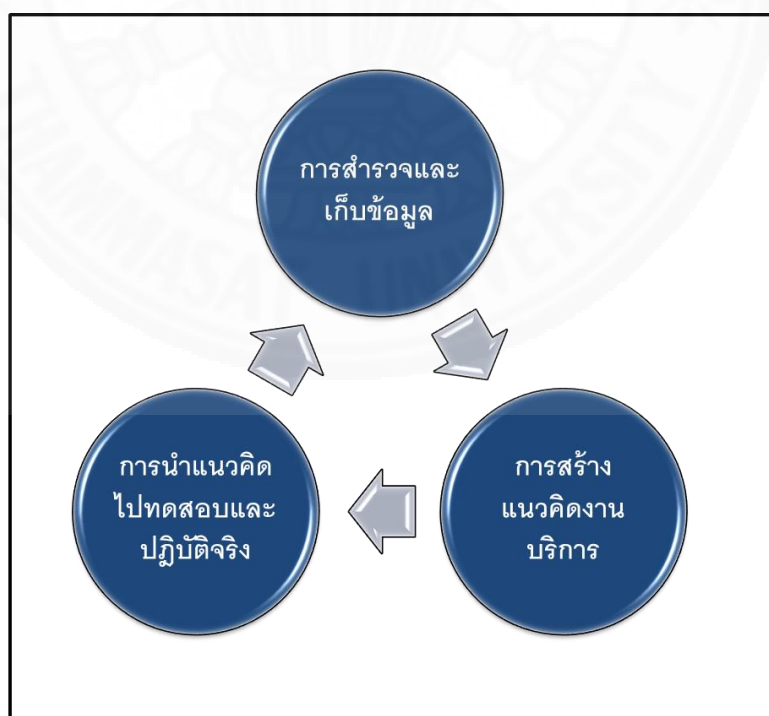 การสำรวจและ
เก็บข้อมูล
การสร้าง
แนวคิดงาน
บริการ
การนำแนวคิด
ไปทดสอบและ
ปฏิบัติจริง
THAMMASAT UNIVERSITY